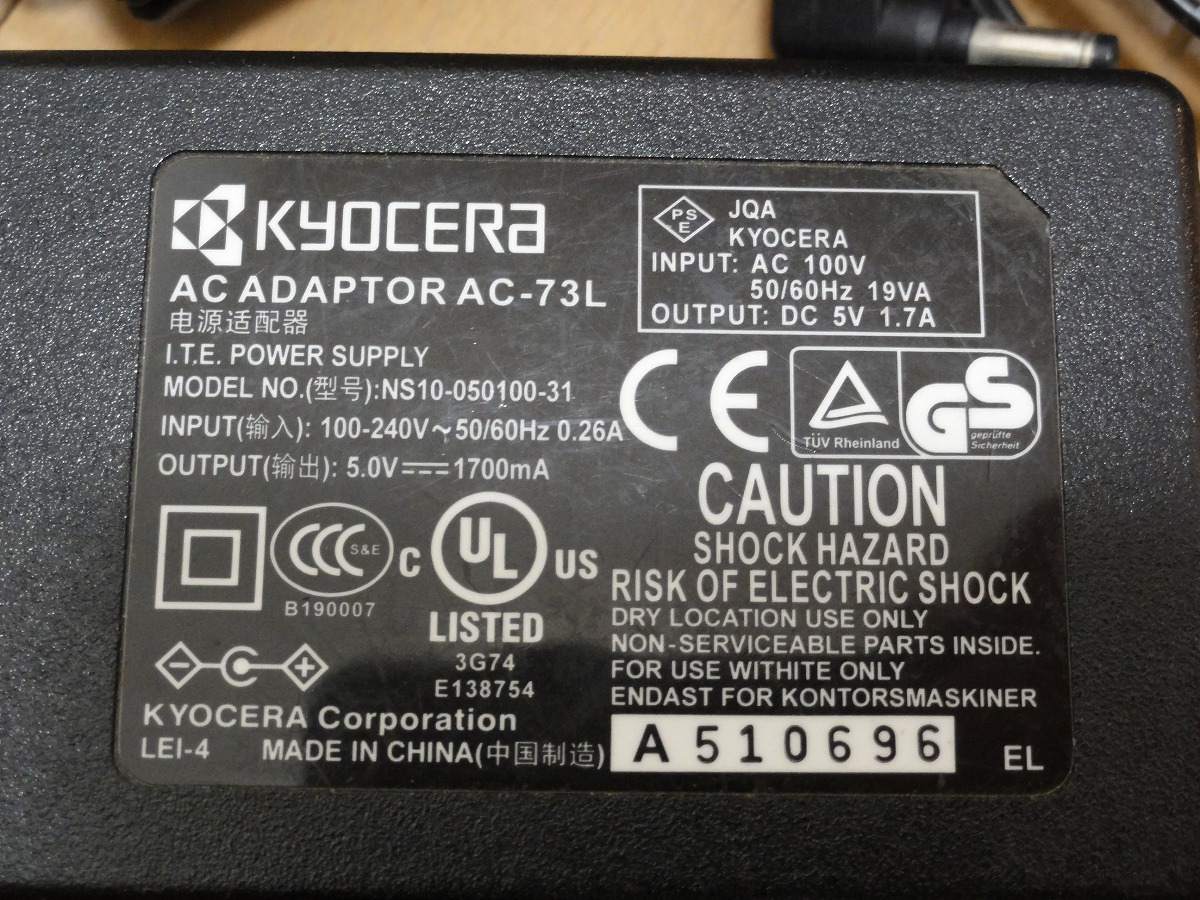 KYOCERA
AC ADAPTOR AC-73L
电源适配器
I.T.E. POWER SUPPLY
MODEL NO.(型号):NS10-050100-31
INPUT(输入): 100-240V～50/60Hz 0.26A
OUTPUT(输出): 5.0V⎓1700mA
PS
E
JQA
KYOCERA
INPUT: AC 100V
50/60Hz 19VA
OUTPUT: DC 5V 1.7A
CE
TÜV Rheinland
GS
geprüfte
Sicherheit
CCC S&E
B190007
C UL US
LISTED
3G74
E138754
CAUTION
SHOCK HAZARD
RISK OF ELECTRIC SHOCK
DRY LOCATION USE ONLY
NON-SERVICEABLE PARTS INSIDE.
FOR USE WITHITE ONLY
ENDAST FOR KONTORSMASKINER
KYOCERA Corporation
LEI-4 MADE IN CHINA(中国制造)
A510696
EL